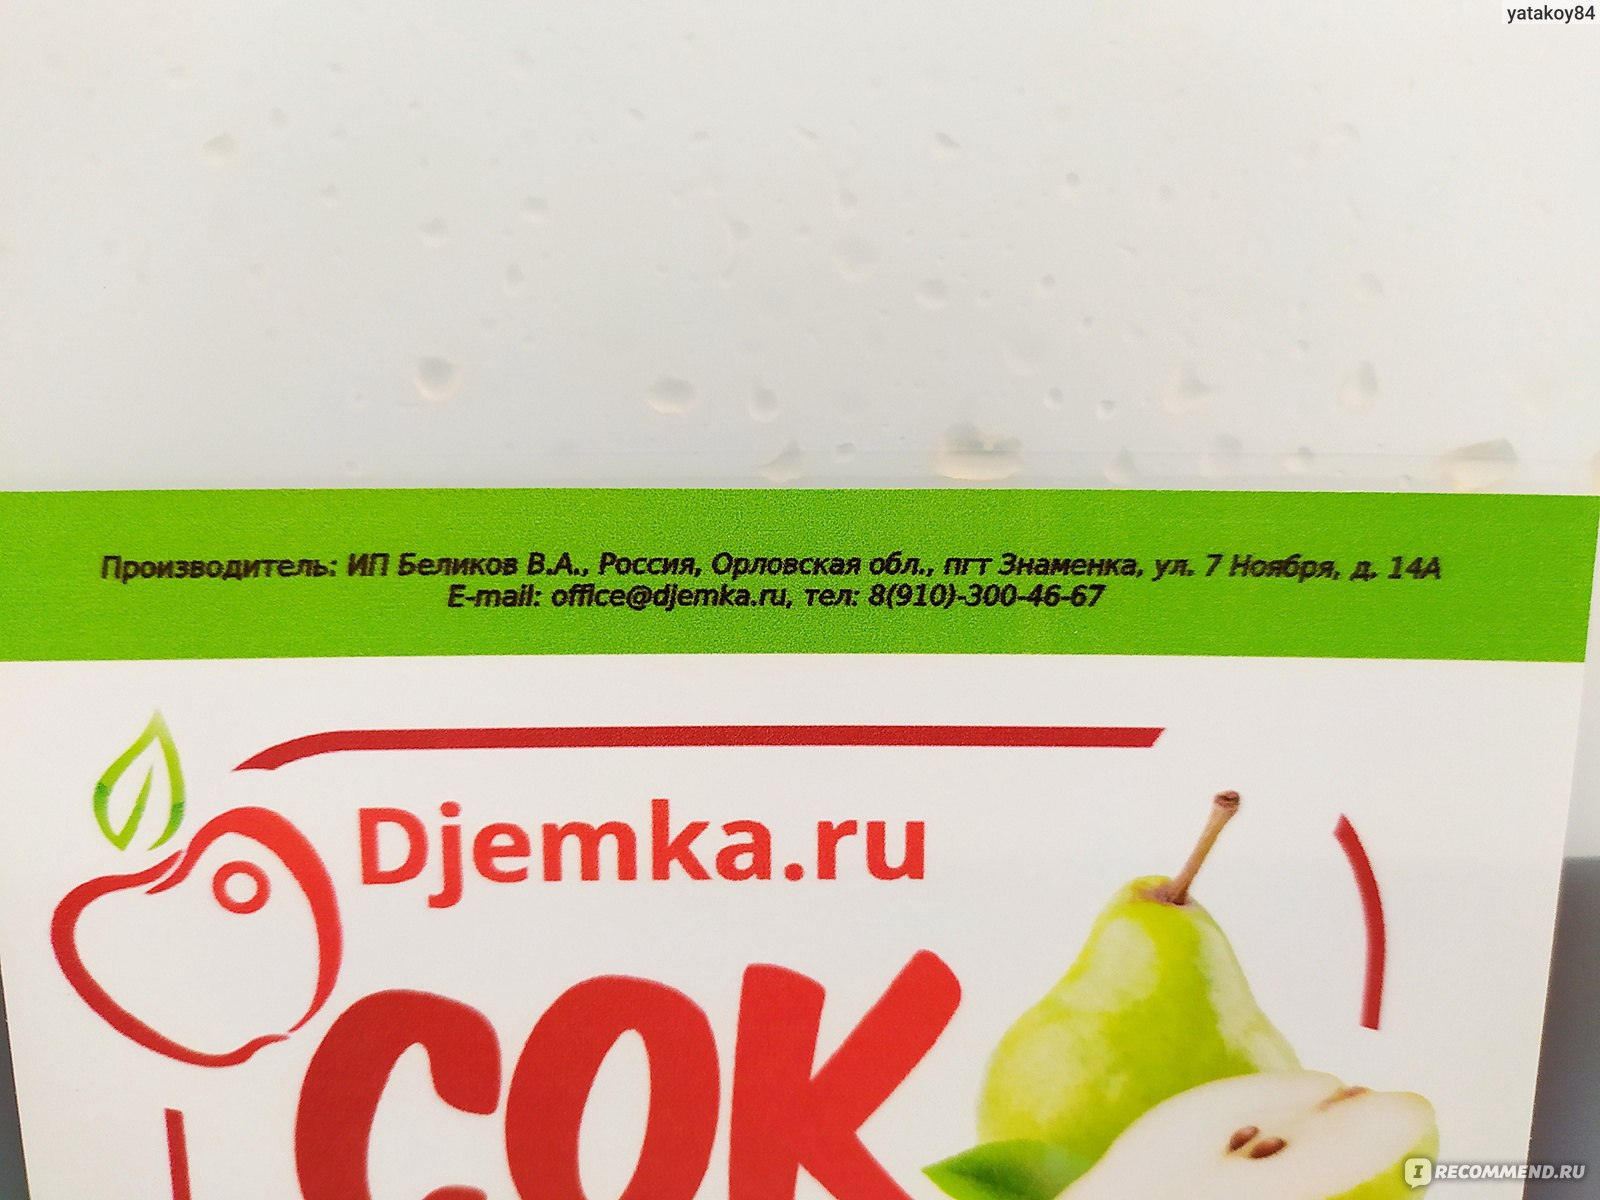 yatakoy84
Производитель: ИП Беликов В.А., Россия, Орловская обл., пгт Знаменка, ул. 7 Ноября, д. 14А
E-mail: office@djemka.ru, тел: 8(910)-300-46-67
Djemka.ru
СОК
IRECOMMEND.RU